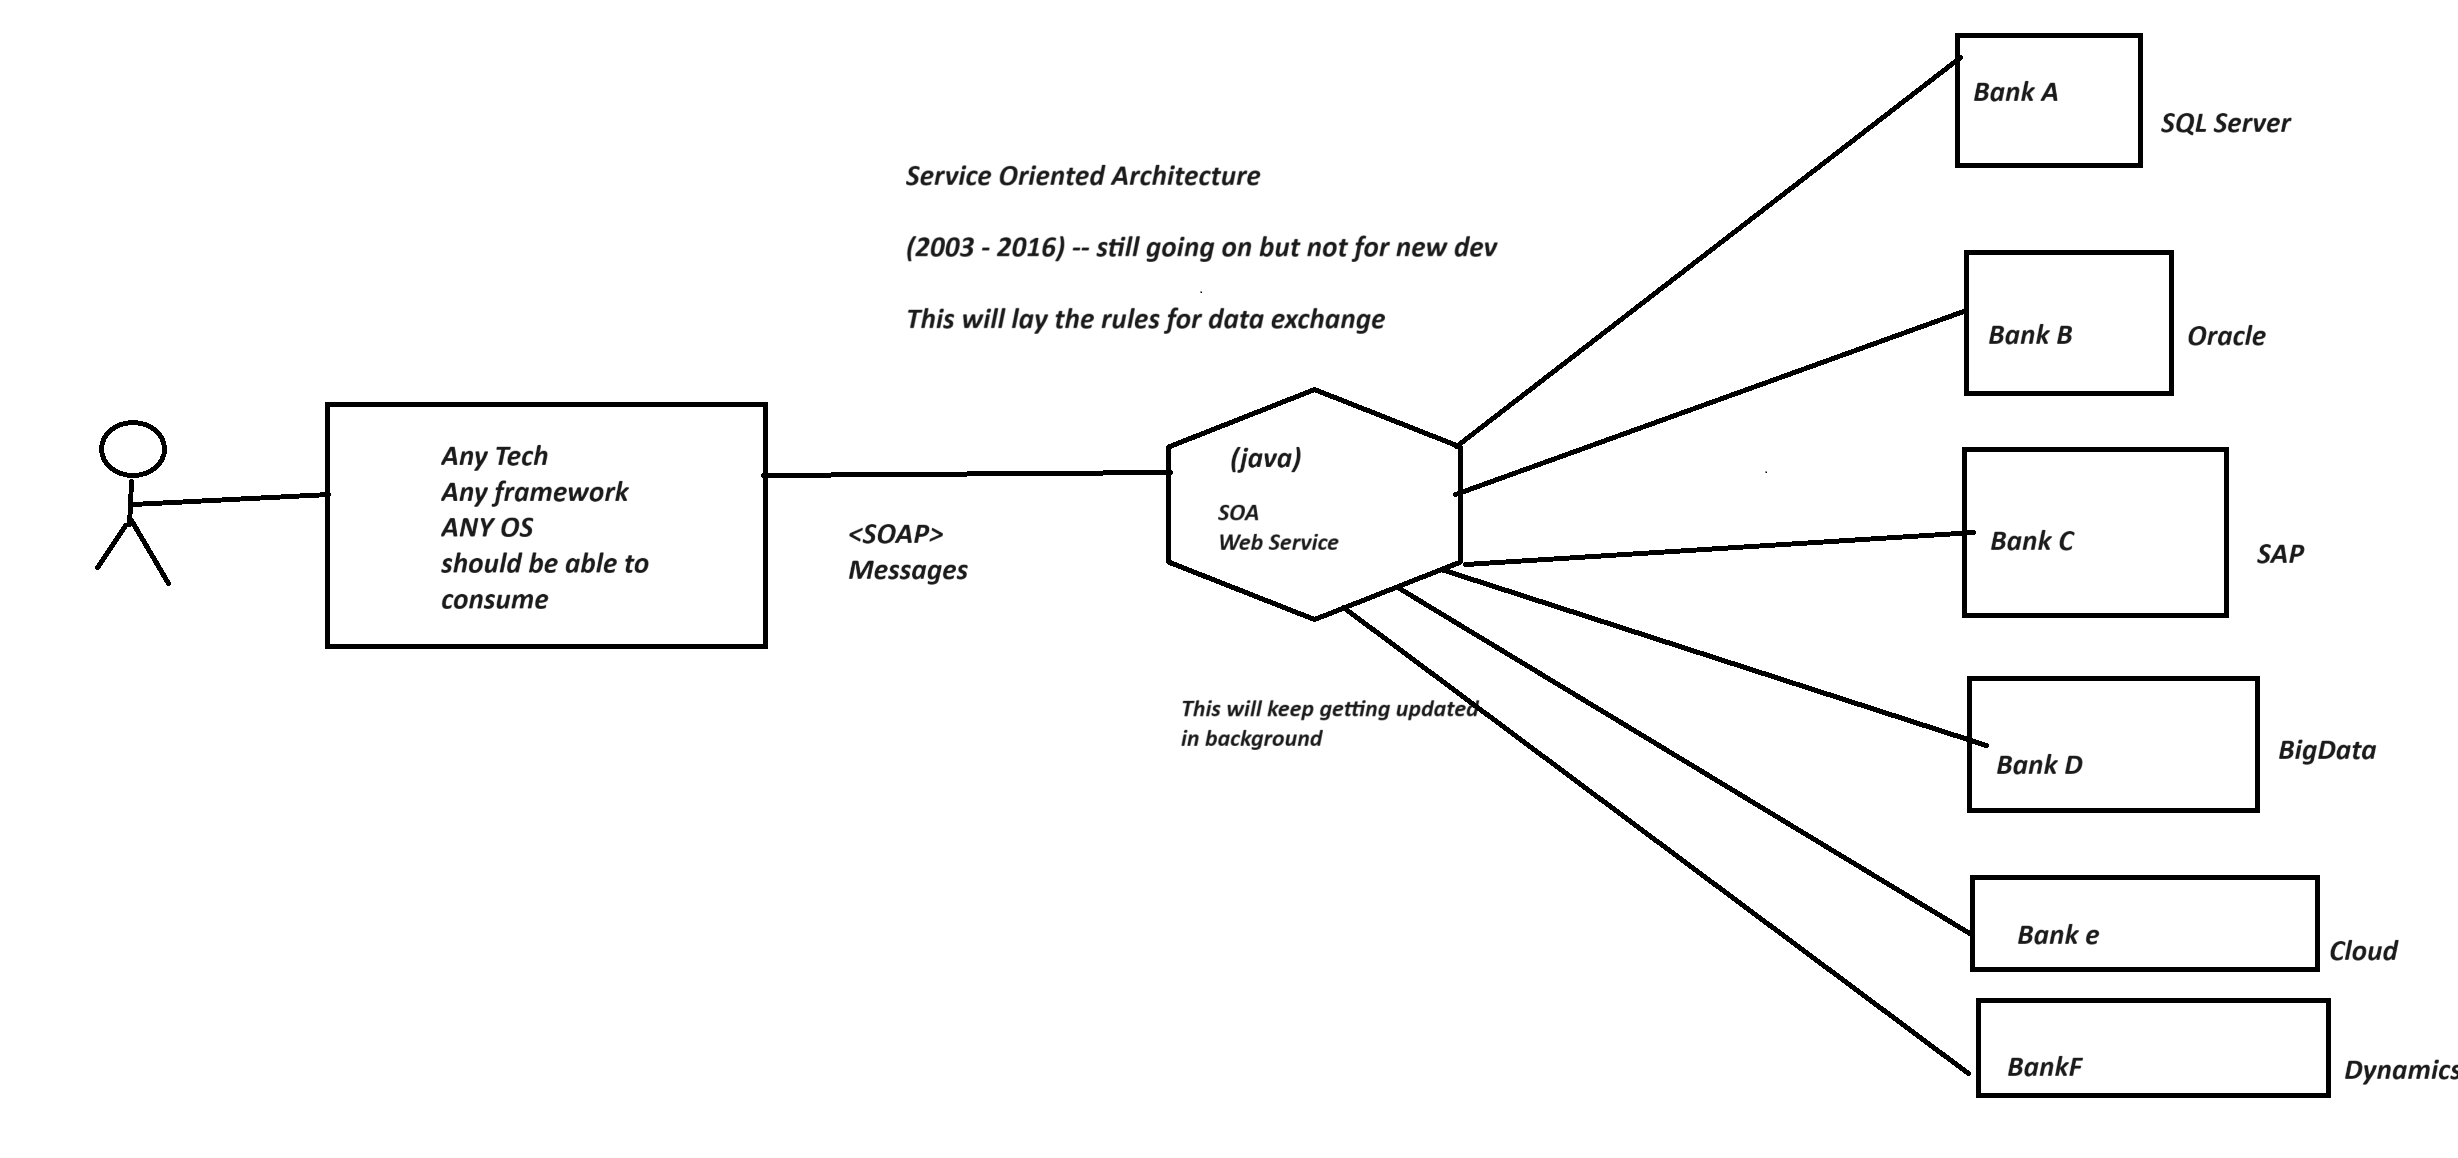 Service Oriented Architecture
(2003 - 2016) -- still going on but not for new dev
This will lay the rules for data exchange
Any Tech
Any framework
ANY OS
should be able to
consume
<SOAP>
Messages
(java)
SOA
Web Service
This will keep getting updated
in background
Bank A
SQL Server
Bank B
Oracle
Bank C
SAP
Bank D
BigData
Bank e
Cloud
BankF
Dynamics